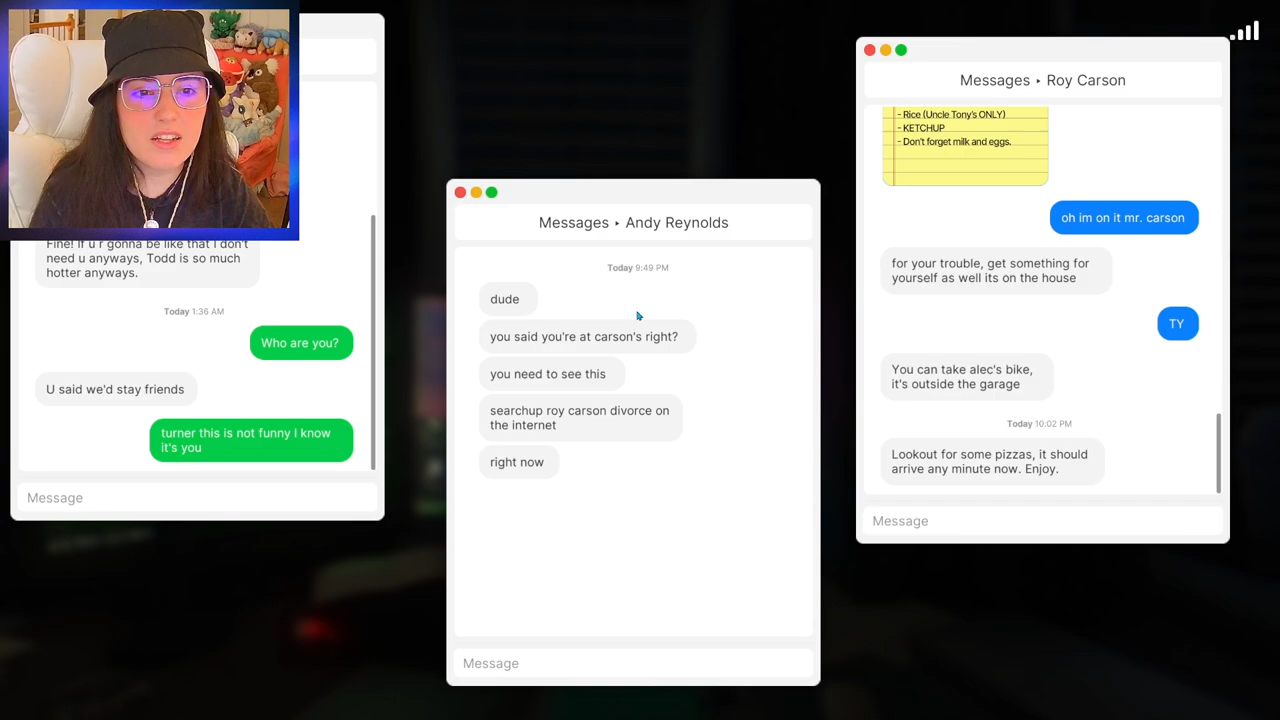 Fine! If u r gonna be like that I don't
need u anyways, Todd is so much
hotter anyways.
Today 1:36 AM
Who are you?
U said we'd stay friends
turner this is not funny I know
it's you
Message
Messages ‣ Andy Reynolds
Today 9:49 PM
dude
you said you're at carson's right?
you need to see this
searchup roy carson divorce on
the internet
right now
Message
Messages ‣ Roy Carson
- Rice (Uncle Tony's ONLY)
- KETCHUP
- Don't forget milk and eggs.
oh im on it mr. carson
for your trouble, get something for
yourself as well its on the house
TY
You can take alec's bike,
it's outside the garage
Today 10:02 PM
Lookout for some pizzas, it should
arrive any minute now. Enjoy.
Message